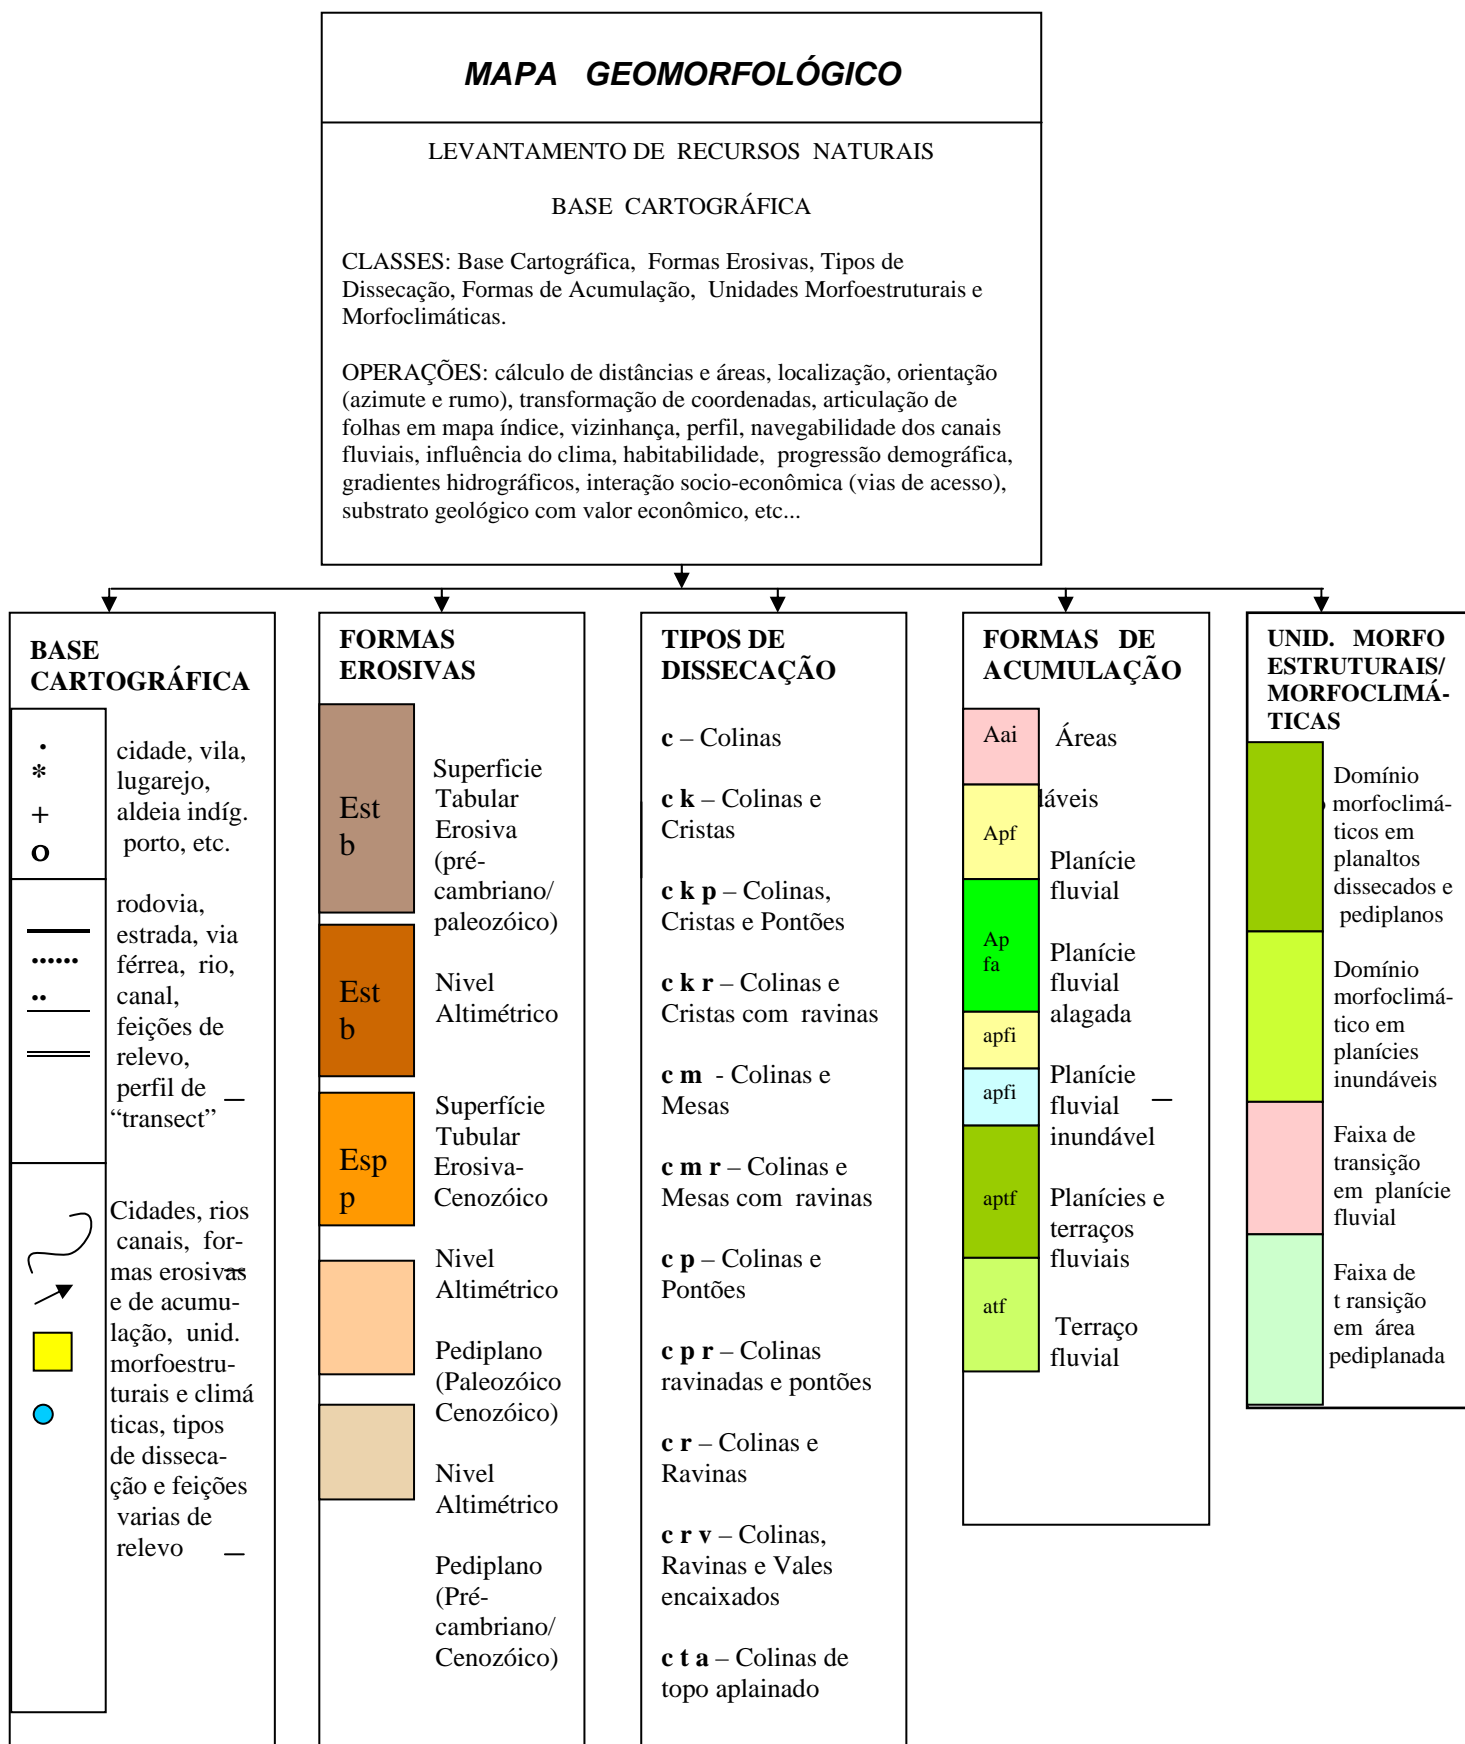 MAPA GEOMORFOLÓGICO
LEVANTAMENTO DE RECURSOS NATURAIS
BASE CARTOGRÁFICA
CLASSES: Base Cartográfica, Formas Erosivas, Tipos de
Dissecação, Formas de Acumulação, Unidades Morfoestruturais e
Morfoclimáticas.
OPERAÇÕES: cálculo de distâncias e áreas, localização, orientação
(azimute e rumo), transformação de coordenadas, articulação de
folhas em mapa índice, vizinhança, perfil, navegabilidade dos canais
fluviais, influência do clima, habitabilidade, progressão demográfica,
gradientes hidrográficos, interação socio-econômica (vias de acesso),
substrato geológico com valor econômico, etc...
BASE
CARTOGRÁFICA
cidade, vila,
lugarejo,
aldeia indíg.
porto, etc.
rodovia,
estrada, via
férrea, rio,
canal,
feições de
relevo,
perfil de
“transect”
Cidades, rios
canais, for-
mas erosivas
e de acumu-
lação, unid.
morfoestru-
turais e climá
ticas, tipos
de disseca-
ção e feições
varias de
relevo
FORMAS
EROSIVAS
Est
b
Est
b
Esp
p
Superficie
Tabular
Erosiva
(pré-
cambriano/
paleozóico)
Nivel
Altimétrico
Superfície
Tubular
Erosiva-
Cenozóico
Nivel
Altimétrico
Pediplano
(Paleozóico
Cenozóico)
Nivel
Altimétrico
Pediplano
(Pré-
cambriano/
Cenozóico)
TIPOS DE
DISSECAÇÃO
c – Colinas
c k – Colinas e
Cristas
c k p – Colinas,
Cristas e Pontões
c k r – Colinas e
Cristas com ravinas
c m - Colinas e
Mesas
c m r – Colinas e
Mesas com ravinas
c p – Colinas e
Pontões
c p r – Colinas
ravinadas e pontões
c r – Colinas e
Ravinas
c r v – Colinas,
Ravinas e Vales
encaixados
c t a – Colinas de
topo aplainado
FORMAS DE
ACUMULAÇÃO
Aai
Apf
Ap
fa
apfi
apfi
aptf
atf
Áreas
dáveis
Planície
fluvial
Planície
fluvial
alagada
Planície
fluvial
inundável
Planícies e
terraços
fluviais
Terraço
fluvial
UNID. MORFO
ESTRUTURAIS/
MORFOCLIMÁ-
TICAS
Domínio
morfoclimá-
ticos em
planaltos
dissecados e
pediplanos
Domínio
morfoclimá-
tico em
planícies
inundáveis
Faixa de
transição
em planície
fluvial
Faixa de
t ransição
em área
pediplanada